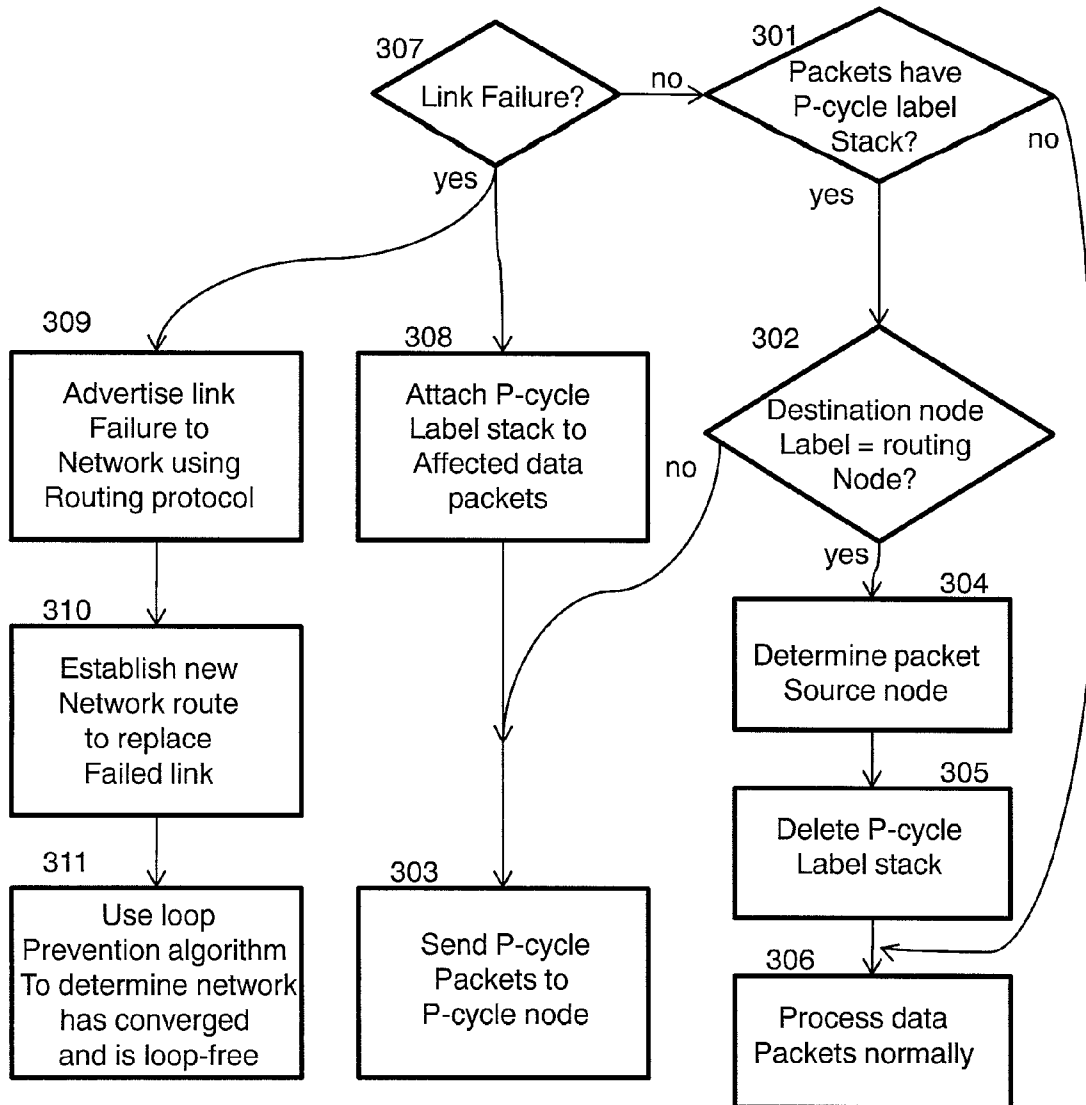 307
Link Failure?
no
yes
301
Packets have
P-cycle label
Stack?
no
yes
309
Advertise link
Failure to
Network using
Routing protocol
308
Attach P-cycle
Label stack to
Affected data
packets
302
Destination node
Label = routing
Node?
no
yes
310
Establish new
Network route
to replace
Failed link
304
Determine packet
Source node
305
Delete P-cycle
Label stack
311
Use loop
Prevention algorithm
To determine network
has converged
and is loop-free
303
Send P-cycle
Packets to
P-cycle node
306
Process data
Packets normally